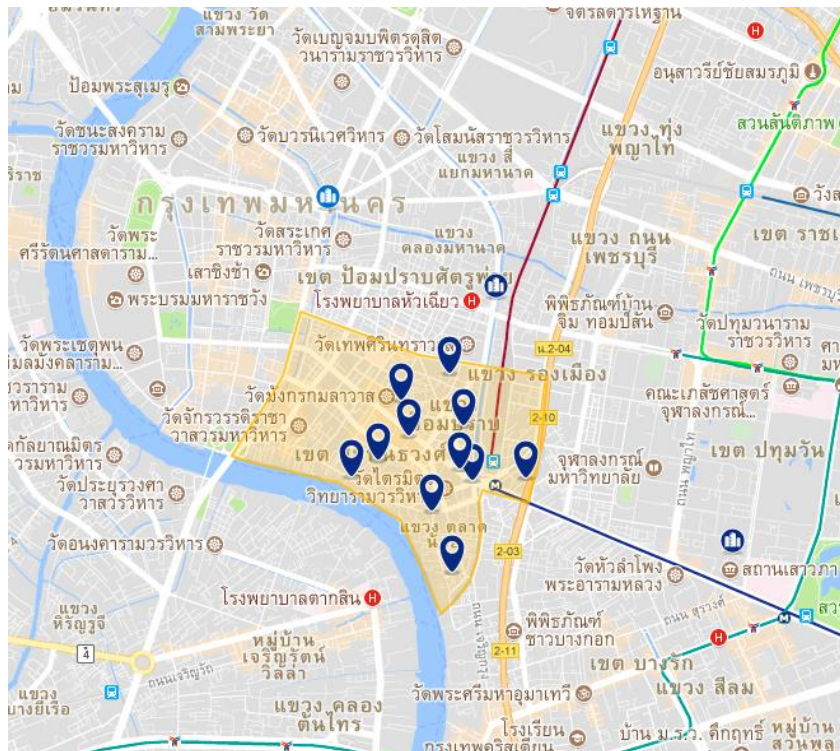 แขวง วัด
สามพระยา
วัดเบญจมบพิตรดุสิต
วนารามราชวรวิหาร
ป้อมพระสุเมรุ
อนุสาวรีย์ชัยสมรภูมิ
วัดชนะสงคราม
ราชวรมหาวิหาร
วัดบวรนิเวศวิหาร
วัดโสมนัสราชวรวิหาร
แขวง สี่
แยกมหานาค
แขวง ทุ่ง
พญาไท
สวนสันติภาพ
กรุงเทพมหานคร
วังส
เขต ราชเ
วัดพระ
ศรีรัตนศาสดาราม...
วัดสระเกศ
ราชวรมหาวิหาร
แขวง
คลองมหานาค
แขวง ถนน
เพชรบุรี
เสาชิงช้า
พระบรมมหาราชวัง
เขต ป้อมปราบศัตรูพ่าย
โรงพยาบาลหัวเฉียว
ถนน เพชรบุรี
พิพิธภัณฑ์บ้าน
จิม ทอมป์สัน
วัดปทุมวนาราม
ราชวรวิหาร
วัดเทพศิรินทราวาส
น.2-04
แขวง รองเมือง
วัดมังกรกมลาวาส
วัดจักรวรรดิราชา
วาสวรมหาวิหาร
2-10
คณะเภสัชศาสตร์
จุฬาลงกรณ์...
เขต ปทุมวัน
จุฬาลงกรณ์
มหาวิทยาลัย
ถนน พญาไท
วัดประยุรวงศา
วาสวรวิหาร
วัดไตรมิตร
วิทยารามวรวิหาร
แขวง ตลาด
น้อย
วัดอนงคารามวรวิหาร
2-03
วัดหัวลำโพง
พระอารามหลวง
สถานเสาวภา
โรงพยาบาลตากสิน
ถนน สุรวงศ์
ถนน เจริญกรุง
แขวง
หิรัญรูจี
4
หมู่บ้าน
เจริญรัตน์
วิลล่า
พิพิธภัณฑ์
ชาวบางกอก
2-11
เขต บางรัก
ถนนเจริญรัถ
แขวง
บางยี่เรือ
แขวง คลอง
ต้นไทร
วัดพระศรีมหาอุมาเทวี
แขวง สีลม
โรงเรียน
กรุงเทพคริสเตียน
บ้าน ม.ร.ว. คึกฤทธิ์
หมู่บ้าน